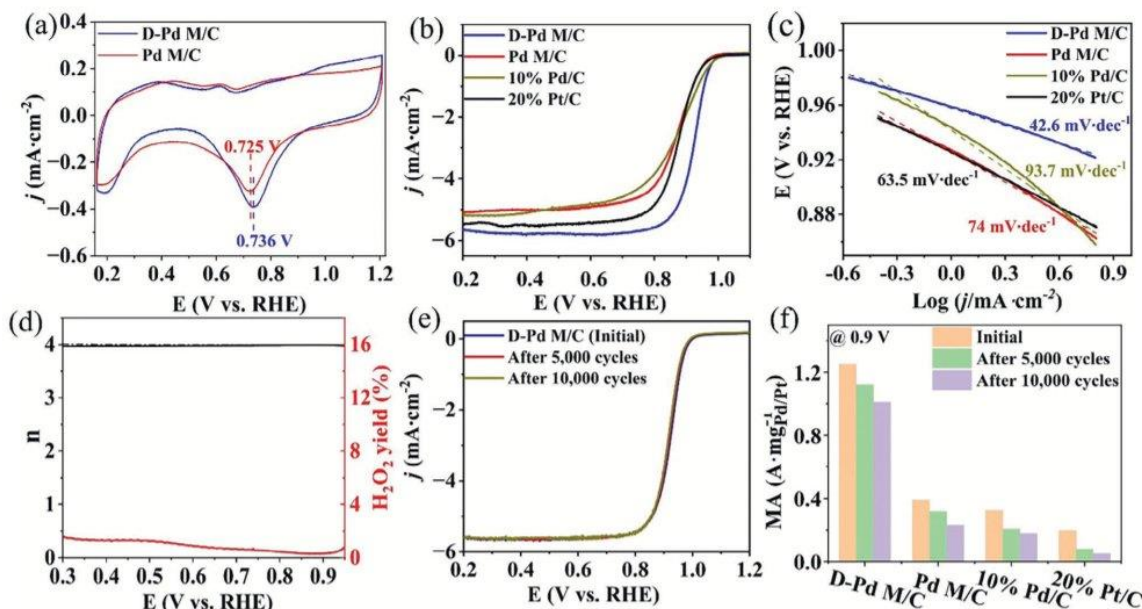 (a)
D-Pd M/C
Pd M/C
0.4
0.2
0.0
−0.2
−0.4
−0.6
j (mA·cm⁻²)
0.725 V
0.736 V
0.2 0.4 0.6 0.8 1.0 1.2
E (V vs. RHE)
(b)
D-Pd M/C
Pd M/C
10% Pd/C
20% Pt/C
0
−2
−4
−6
j (mA·cm⁻²)
0.2 0.4 0.6 0.8 1.0
E (V vs. RHE)
(c)
D-Pd M/C
Pd M/C
10% Pd/C
20% Pt/C
1.00
0.96
0.92
0.88
E (V vs. RHE)
42.6 mV·dec⁻¹
93.7 mV·dec⁻¹
63.5 mV·dec⁻¹
74 mV·dec⁻¹
-0.6 -0.3 0.0 0.3 0.6 0.9
Log (j/mA·cm⁻²)
(d)
4
3
2
1
0
n
16
12
8
4
0
H₂O₂ yield (%)
0.3 0.4 0.5 0.6 0.7 0.8 0.9
E (V vs. RHE)
(e)
D-Pd M/C (Initial)
After 5,000 cycles
After 10,000 cycles
0
−2
−4
−6
j (mA·cm⁻²)
0.2 0.4 0.6 0.8 1.0 1.2
E (V vs. RHE)
(f)
@ 0.9 V
Initial
After 5,000 cycles
After 10,000 cycles
1.2
0.8
0.4
0.0
MA (A·mg⁻¹Pd/Pt)
D-Pd M/C Pd M/C 10% Pd/C 20% Pt/C